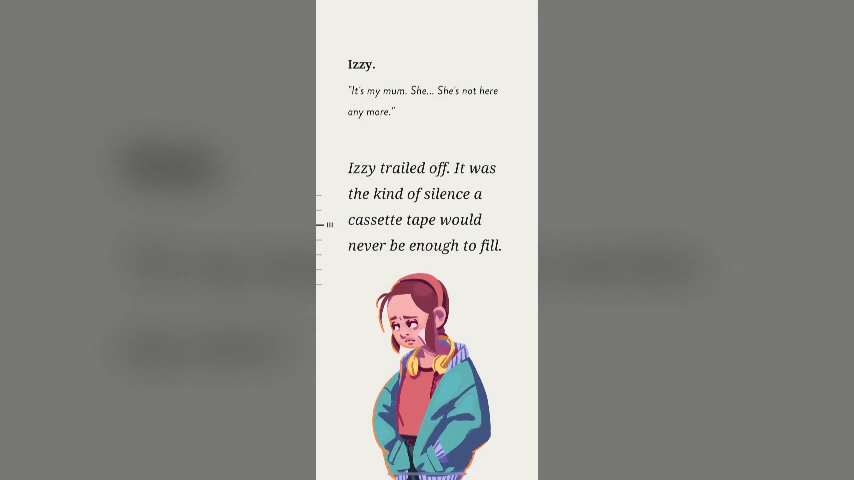 Izzy.
"It's my mum. She... She's not here
any more."
Izzy trailed off. It was
the kind of silence a
cassette tape would
never be enough to fill.
III